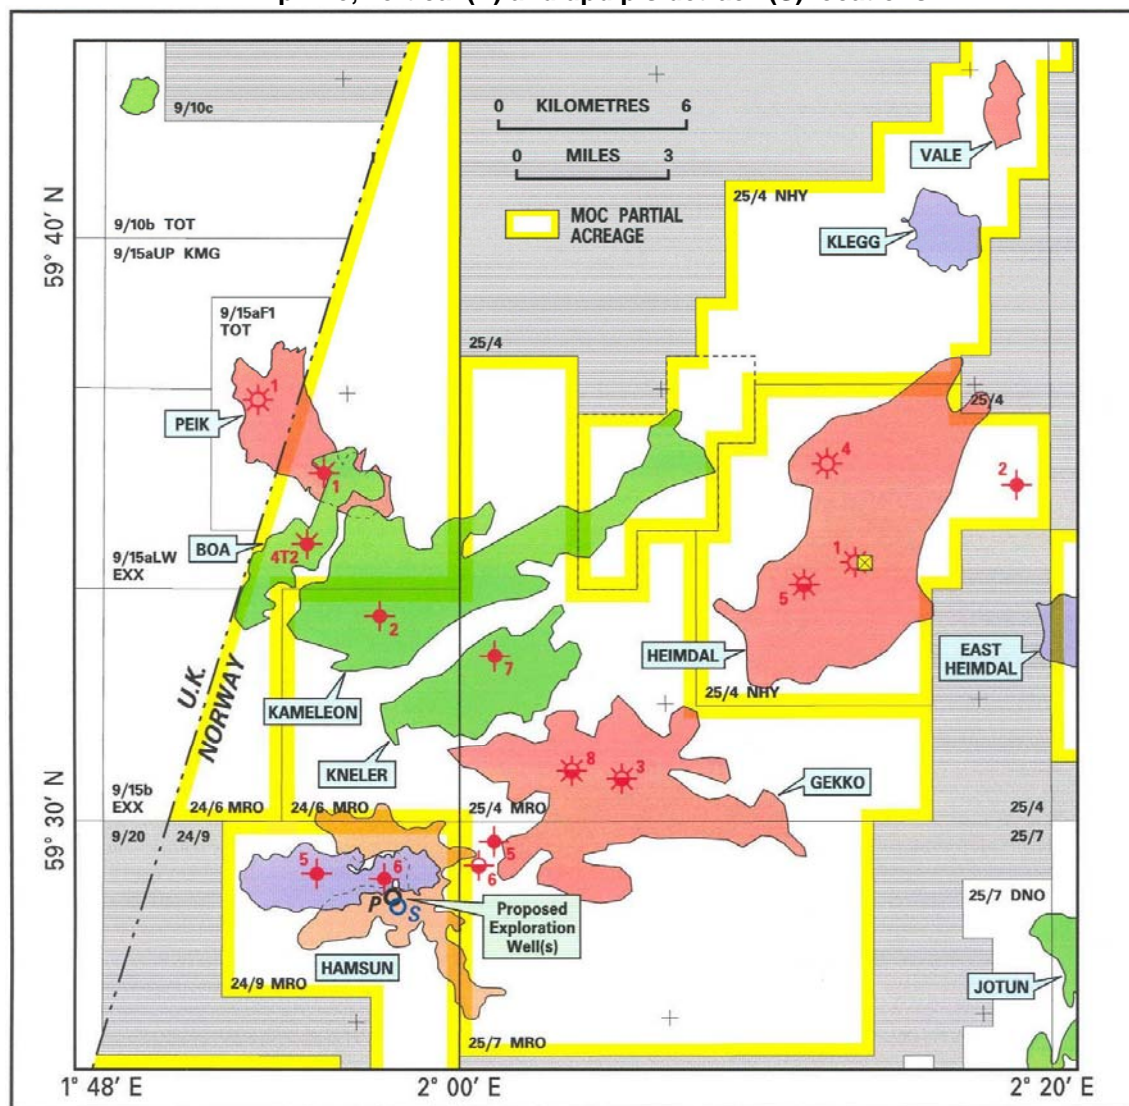 0 KILOMETRES 6
0 MILES 3
MOC PARTIAL
ACREAGE
9/10c
VALE
25/4 NHY
KLEGG
59° 40' N
9/10b TOT
9/15aUP KMG
9/15aF1
TOT
25/4
1
PEIK
25/4
4
2
1
BOA
4T2
9/15aLW
EXX
1
5
2
7
HEIMDAL
EAST
HEIMDAL
25/4 NHY
U.K.
NORWAY
KAMELEON
KNELER
8
3
GEKKO
9/15b
EXX
24/6 MRO
24/6 MRO
25/4 MRO
25/4
59° 30' N
9/20
24/9
25/7
5
5
6
6
P
S
Proposed
Exploration
Well(s)
25/7 DNO
HAMSUN
24/9 MRO
JOTUN
25/7 MRO
1° 48' E
2° 00' E
2° 20' E